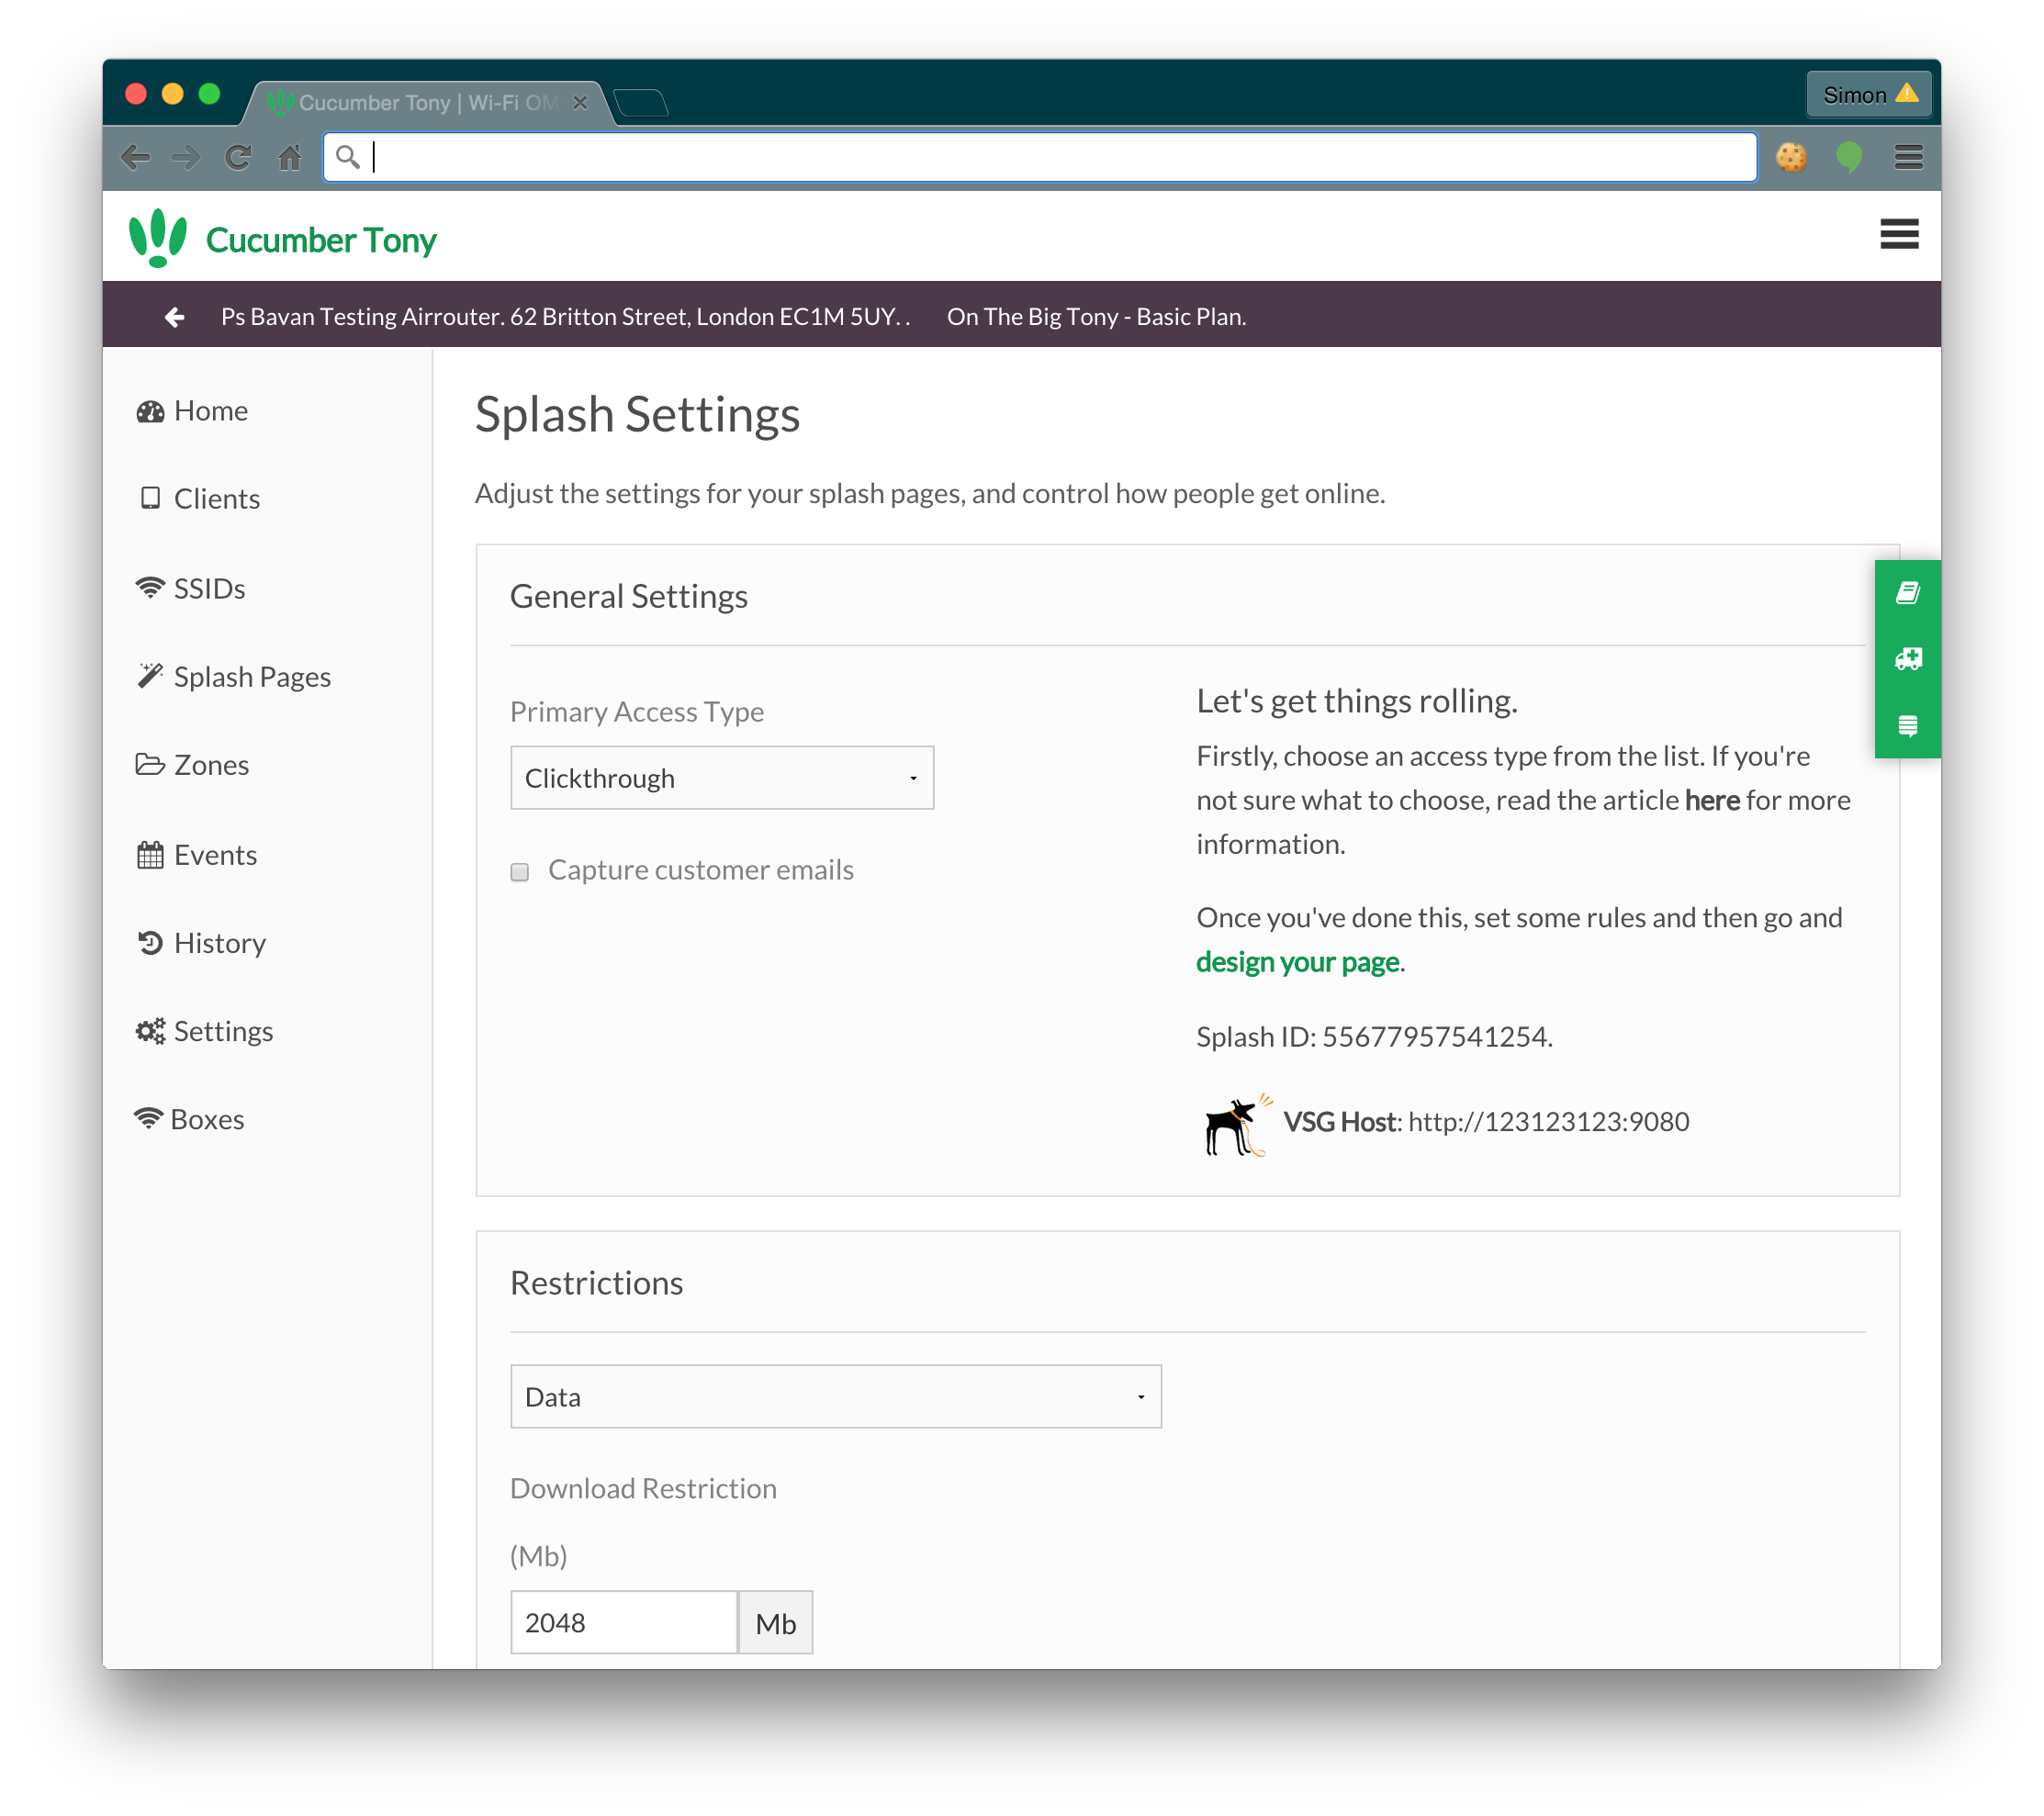 Cucumber Tony | Wi-Fi OM
Simon
Cucumber Tony
Ps Bavan Testing Airrouter. 62 Britton Street, London EC1M 5UY. . On The Big Tony - Basic Plan.
Home
Clients
SSIDs
Splash Pages
Zones
Events
History
Settings
Boxes
Splash Settings
Adjust the settings for your splash pages, and control how people get online.
General Settings
Primary Access Type
Clickthrough
Capture customer emails
Let's get things rolling.
Firstly, choose an access type from the list. If you're
not sure what to choose, read the article here for more
information.
Once you've done this, set some rules and then go and
design your page.
Splash ID: 55677957541254.
VSG Host: http://123123123:9080
Restrictions
Data
Download Restriction
(Mb)
2048 Mb